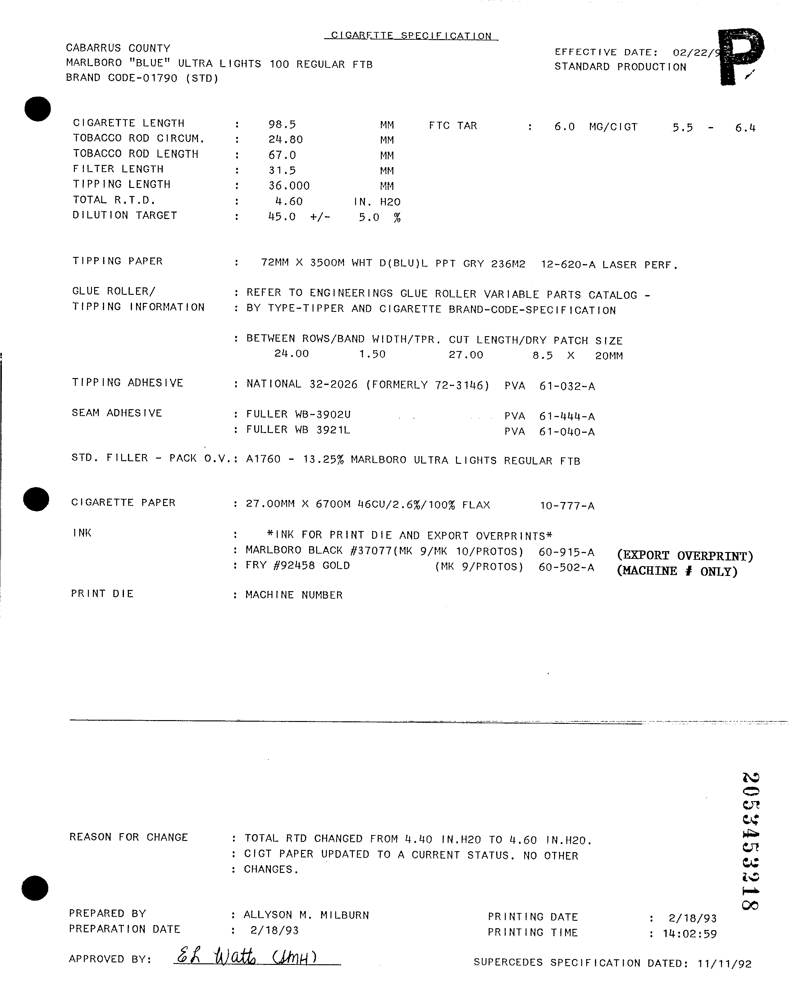 CIGARETTE SPECIFICATION
CABARRUS COUNTY
MARLBORO "BLUE" ULTRA LIGHTS 100 REGULAR FTB
BRAND CODE-01790 (STD)
EFFECTIVE DATE: 02/22/9
STANDARD PRODUCTION
P
CIGARETTE LENGTH : 98.5 MM FTC TAR : 6.0 MG/CIGT 5.5 - 6.4
TOBACCO ROD CIRCUM. : 24.80 MM
TOBACCO ROD LENGTH : 67.0 MM
FILTER LENGTH : 31.5 MM
TIPPING LENGTH : 36.000 MM
TOTAL R.T.D. : 4.60 IN. H20
DILUTION TARGET : 45.0 +/- 5.0 %
TIPPING PAPER : 72MM X 3500M WHT D(BLU)L PPT GRY 236M2 12-620-A LASER PERF.
GLUE ROLLER/ : REFER TO ENGINEERINGS GLUE ROLLER VARIABLE PARTS CATALOG -
TIPPING INFORMATION : BY TYPE-TIPPER AND CIGARETTE BRAND-CODE-SPECIFICATION
: BETWEEN ROWS/BAND WIDTH/TPR. CUT LENGTH/DRY PATCH SIZE
24.00 1.50 27.00 8.5 X 20MM
TIPPING ADHESIVE : NATIONAL 32-2026 (FORMERLY 72-3146) PVA 61-032-A
SEAM ADHESIVE : FULLER WB-3902U PVA 61-444-A
: FULLER WB 3921L PVA 61-040-A
STD. FILLER - PACK O.V.: A1760 - 13.25% MARLBORO ULTRA LIGHTS REGULAR FTB
CIGARETTE PAPER : 27.00MM X 6700M 46CU/2.6%/100% FLAX 10-777-A
INK : *INK FOR PRINT DIE AND EXPORT OVERPRINTS*
: MARLBORO BLACK #37077(MK 9/MK 10/PROTOS) 60-915-A (EXPORT OVERPRINT)
: FRY #92458 GOLD (MK 9/PROTOS) 60-502-A (MACHINE # ONLY)
PRINT DIE : MACHINE NUMBER
2053453218
REASON FOR CHANGE : TOTAL RTD CHANGED FROM 4.40 IN.H20 TO 4.60 IN.H20.
: CIGT PAPER UPDATED TO A CURRENT STATUS. NO OTHER
: CHANGES.
PREPARED BY : ALLYSON M. MILBURN PRINTING DATE : 2/18/93
PREPARATION DATE : 2/18/93 PRINTING TIME : 14:02:59
APPROVED BY: EL Watts (SMH)
SUPERCEDES SPECIFICATION DATED: 11/11/92